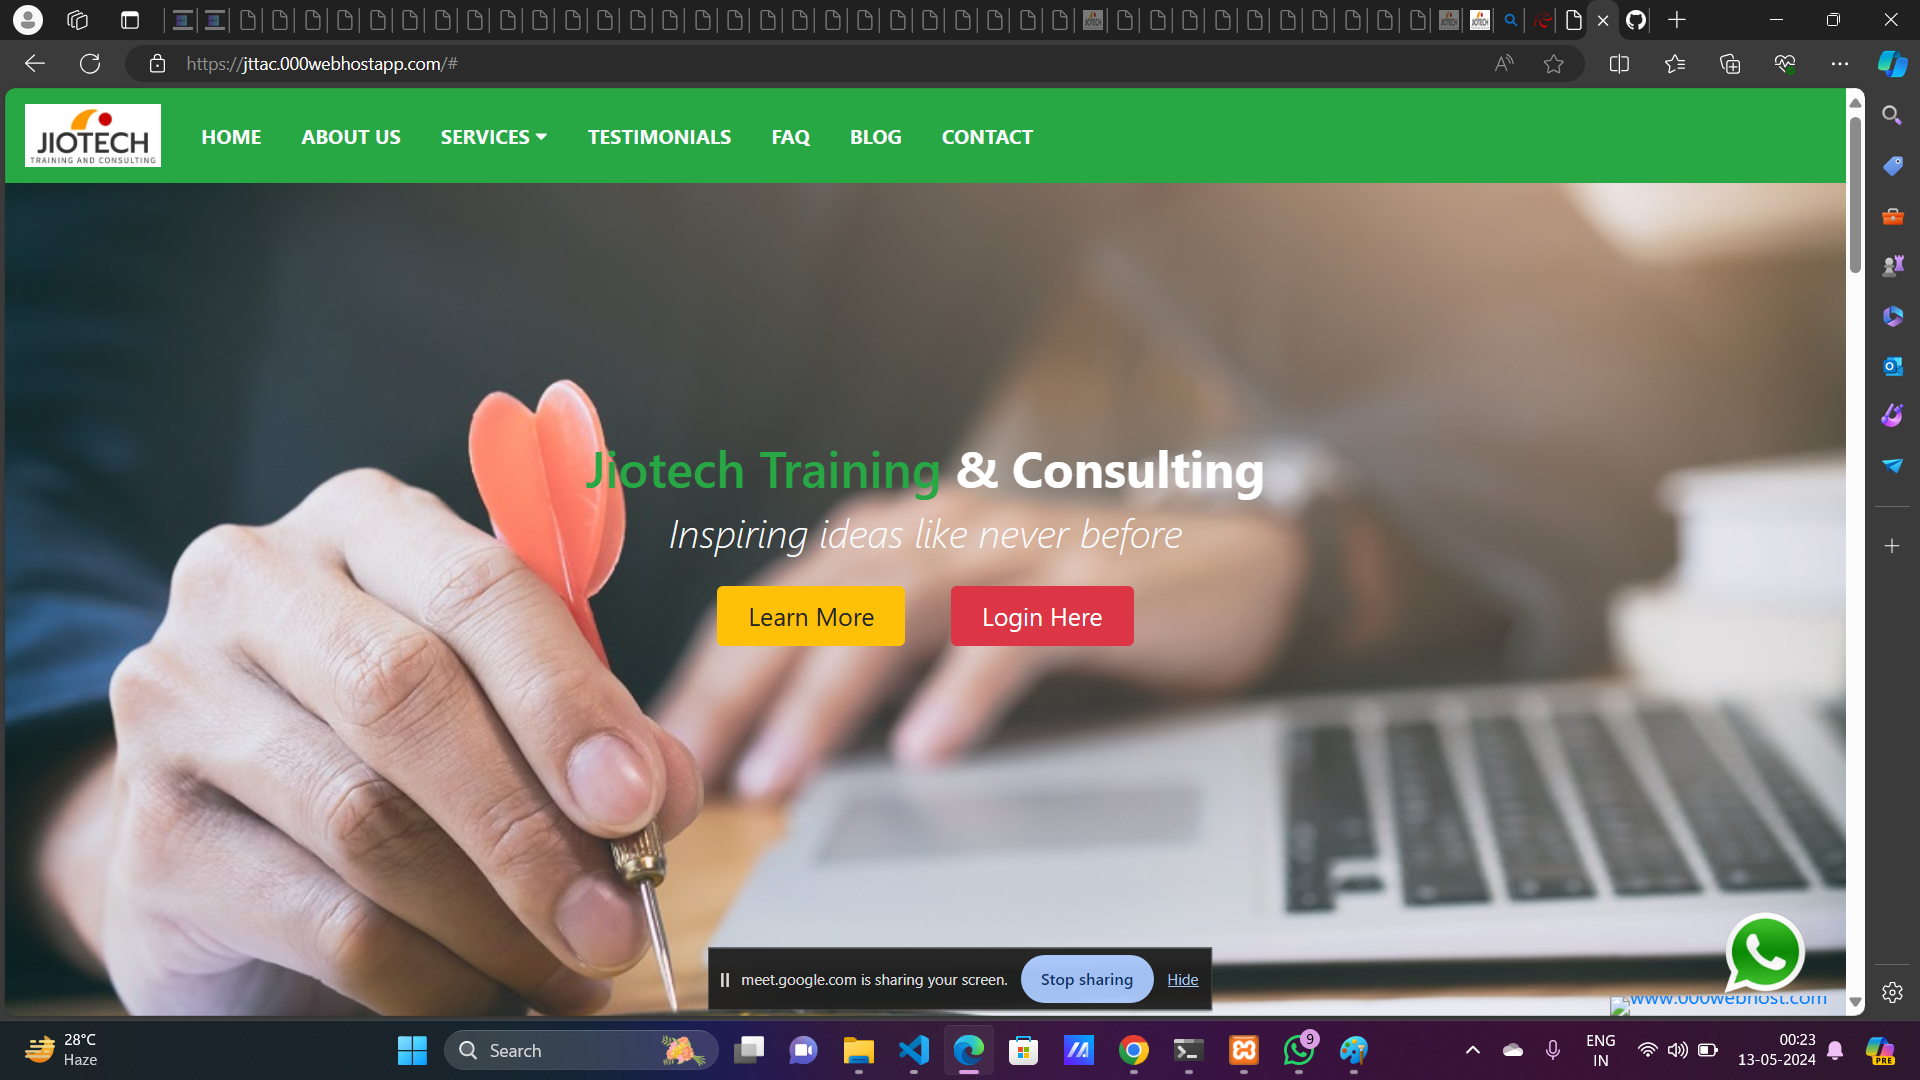 https://jttac.000webhostapp.com/#
JIOTECH
TRAINING AND CONSULTING
HOME
ABOUT US
SERVICES
TESTIMONIALS
FAQ
BLOG
CONTACT
Jiotech Training & Consulting
Inspiring ideas like never before
Learn More
Login Here
meet.google.com is sharing your screen.
Stop sharing
Hide
www.000webhost.com
28°C
Haze
Search
9
ENG
IN
00:23
13-05-2024
PRE